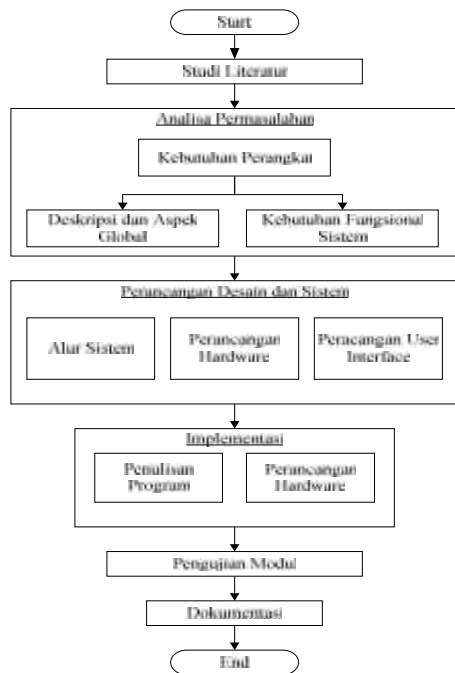 Start
Studi Literatur
Analisa Permasalahan
Kebutuhan Perangkat
Deskripsi dan Aspek
Global
Kebutuhan Fungsional
Sistem
Perancangan Desain dan Sistem
Alur Sistem
Perancangan
Hardware
Peracangan User
Interface
Implementasi
Penulisan
Program
Perancangan
Hardware
Pengujian Modul
Dokumentasi
End